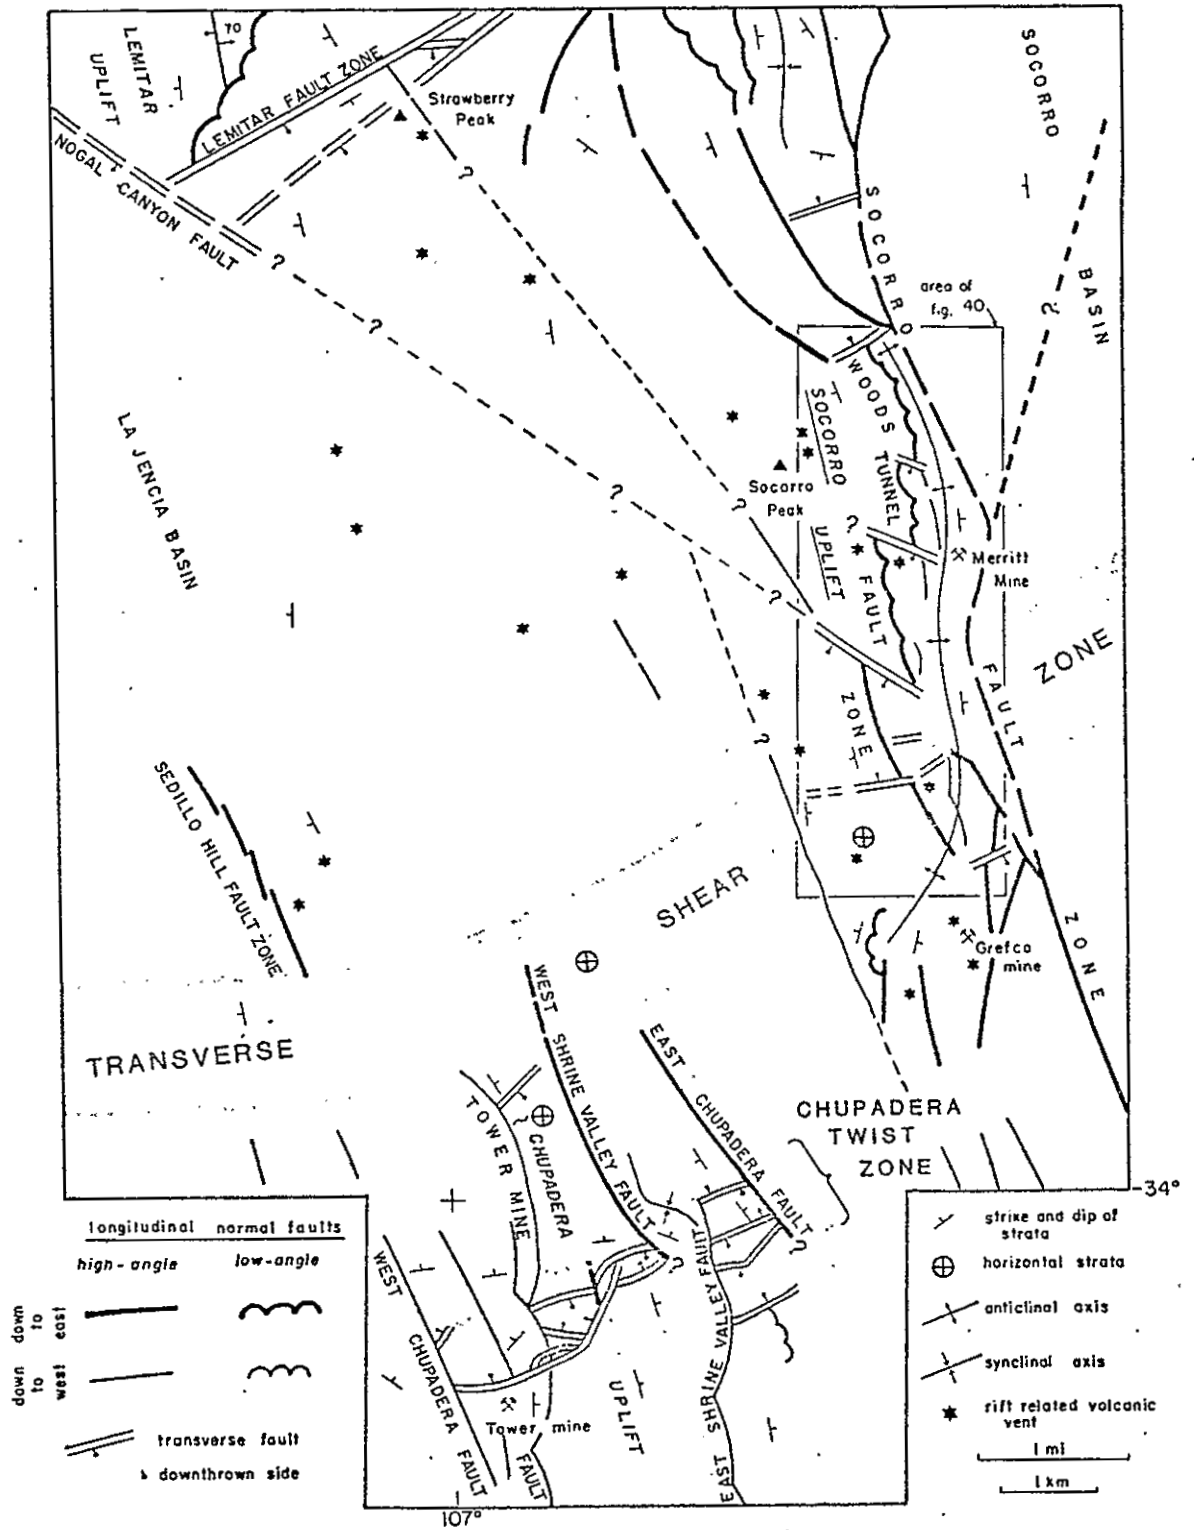 LEMITAR
UPLIFT
70
LEMITAR FAULT ZONE
Strawberry
Peak
NOGAL CANYON FAULT
?
?
?
?
?
?
?
?
?
?
?
SOCORRO
BASIN
SOCORRO
FAULT
ZONE
area of
fig. 40
WOODS TUNNEL
FAULT
ZONE
SOCORRO
UPLIFT
Socorro
Peak
Merritt
Mine
LA JENCIA BASIN
SEDILLO HILL FAULT ZONE
TRANSVERSE
SHEAR
ZONE
Grefco
mine
WEST SHRINE VALLEY FAULT
EAST CHUPADERA FAULT
CHUPADERA
TWIST
ZONE
TOWER MINE
FAULT
CHUPADERA
UPLIFT
WEST
CHUPADERA FAULT
EAST SHRINE VALLEY FAULT
Tower mine
34°
107°
longitudinal normal faults
high-angle low-angle
down
to
east
down
to
west
transverse fault
downthrown side
strike and dip of
strata
horizontal strata
anticlinal axis
synclinal axis
rift related volcanic
vent
1 mi
1 km